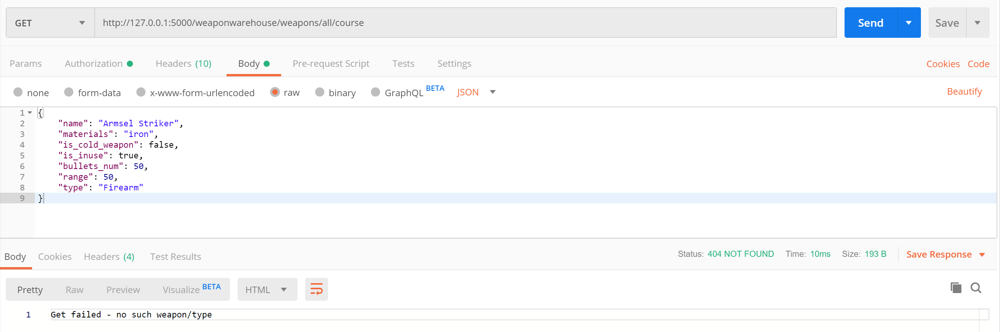 GET http://127.0.0.1:5000/weaponwarehouse/weapons/all/course Send Save
Params Authorization Headers (10) Body Pre-request Script Tests Settings Cookies Code
none form-data x-www-form-urlencoded raw binary GraphQL BETA JSON Beautify
1 {
2 "name": "Armsel Striker",
3 "materials": "iron",
4 "is_cold_weapon": false,
5 "is_inuse": true,
6 "bullets_num": 50,
7 "range": 50,
8 "type": "Firearm"
9 }
Body Cookies Headers (4) Test Results Status: 404 NOT FOUND Time: 10ms Size: 193 B Save Response
Pretty Raw Preview Visualize BETA HTML
1 Get failed - no such weapon/type